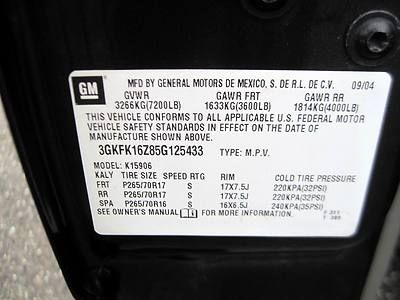 GM
MFD BY GENERAL MOTORS DE MEXICO, S. DE R.L. DE C.V. 09/04
GVWR GAWR FRT GAWR RR
3266KG(7200LB) 1633KG(3600LB) 1814KG(4000LB)
THIS VEHICLE CONFORMS TO ALL APPLICABLE U.S. FEDERAL MOTOR
VEHICLE SAFETY STANDARDS IN EFFECT ON THE DATE OF
MANUFACTURE SHOWN ABOVE.
3GKFK16Z85G125433 TYPE: M.P.V.
MODEL: K15906
KALY TIRE SIZE SPEED RTG RIM COLD TIRE PRESSURE
FRT P265/70R17 S 17X7.5J 220KPA(32PSI)
RR P265/70R17 S 17X7.5J 220KPA(32PSI)
SPA P265/70R16 S 16X6.5J 240KPA(35PSI)
SEE OWNER'S MANUAL FOR MORE INFORMATION.